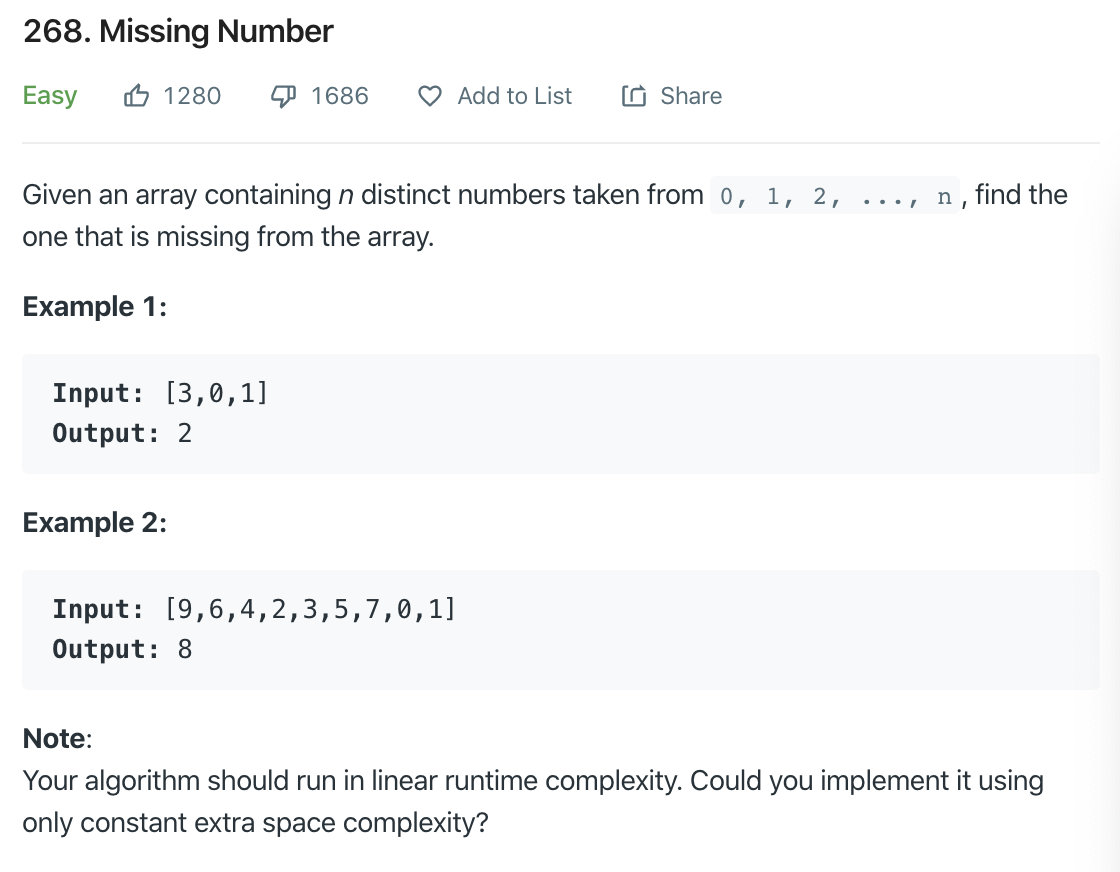 268. Missing Number
Easy 1280 1686 Add to List Share
Given an array containing n distinct numbers taken from 0, 1, 2, ..., n, find the
one that is missing from the array.
Example 1:
Input: [3,0,1]
Output: 2
Example 2:
Input: [9,6,4,2,3,5,7,0,1]
Output: 8
Note:
Your algorithm should run in linear runtime complexity. Could you implement it using
only constant extra space complexity?